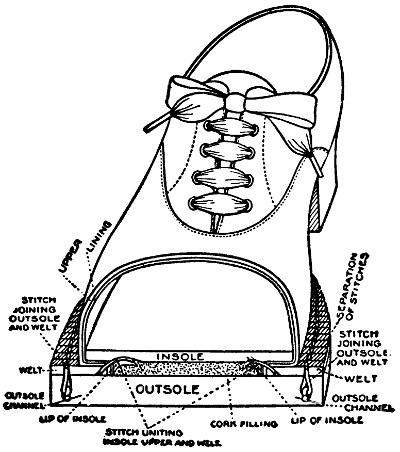 UPPER
LINING
SEPARATION
OF STITCHES
STITCH
JOINING
OUTSOLE
AND WELT
STITCH
JOINING
OUTSOLE
AND WELT
INSOLE
WELT
WELT
OUTSOLE
OUTSOLE
CHANNEL
OUTSOLE
CHANNEL
LIP OF INSOLE
CORK FILLING
LIP OF INSOLE
STITCH UNITING
INSOLE UPPER AND WELT